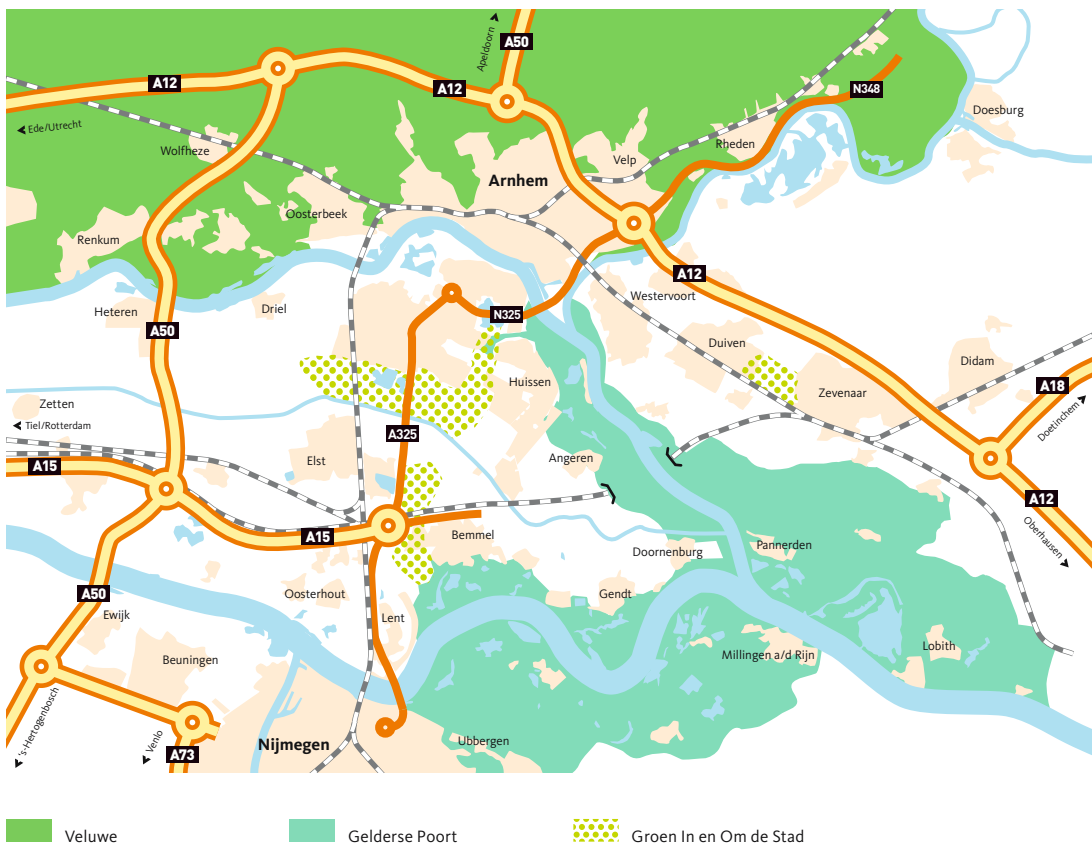 Apeldoorn
A50
A12
A12
N348
Ede/Utrecht
Doesburg
Wolfheze
Velp
Rheden
Arnhem
Oosterbeek
Renkum
A12
Westervoort
Heteren
Driel
N325
A50
Duiven
Didam
Huissen
Zevenaar
A18
Zetten
Doetinchem
Tiel/Rotterdam
A325
Elst
Angeren
A15
A12
A15
Bemmel
Oberhausen
Doornenburg
Pannerden
A50
Oosterhout
Gendt
Ewijk
Lent
Beuningen
Millingen a/d Rijn
Lobith
's-Hertogenbosch
Venlo
A73
Nijmegen
Ubbergen
Veluwe
Gelderse Poort
Groen In en Om de Stad